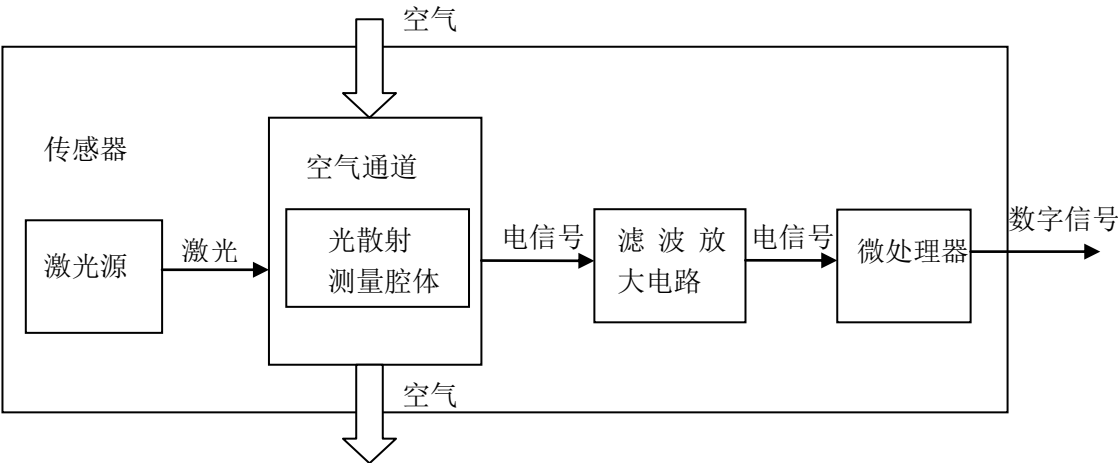 空气
传感器
空气通道
激光源
激光
光散射
测量腔体
电信号
滤波放
大电路
电信号
微处理器
数字信号
空气